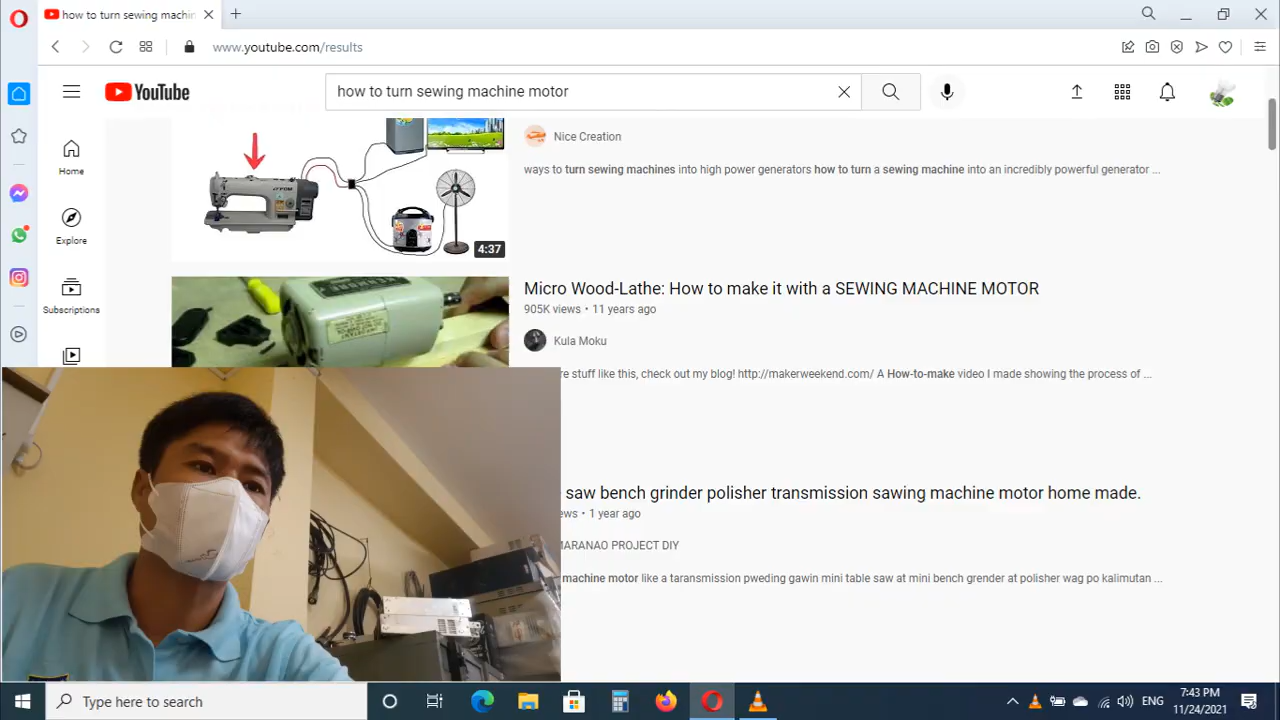 how to turn sewing machin
www.youtube.com/results
YouTube
how to turn sewing machine motor
Home
Explore
Subscriptions
Nice Creation
ways to turn sewing machines into high power generators how to turn a sewing machine into an incredibly powerful generator ...
4:37
Micro Wood-Lathe: How to make it with a SEWING MACHINE MOTOR
905K views • 11 years ago
Kula Moku
re stuff like this, check out my blog! http://makerweekend.com/ A How-to-make video I made showing the process of ...
saw bench grinder polisher transmission sawing machine motor home made.
ews • 1 year ago
MARANAO PROJECT DIY
machine motor like a taransmission pweding gawin mini table saw at mini bench grender at polisher wag po kalimutan ...
Type here to search
ENG
7:43 PM
11/24/2021